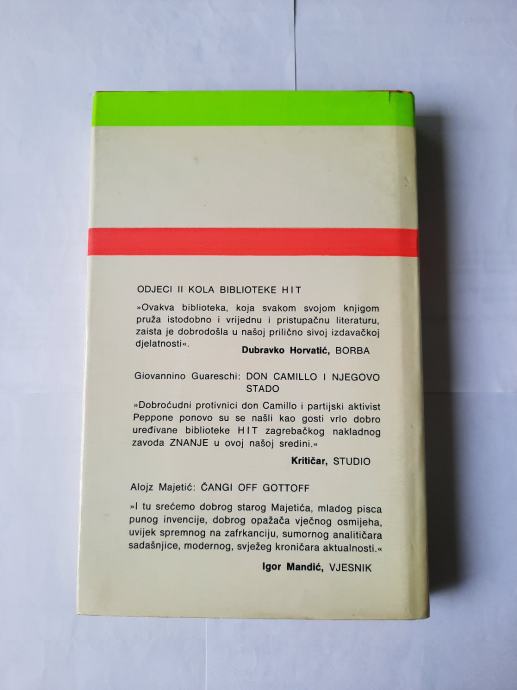 ODJECI II KOLA BIBLIOTEKE HIT
»Ovakva biblioteka, koja svakom svojom knjigom
pruža istodobno i vrijednu i pristupačnu literaturu,
zaista je dobrodošla u našoj prilično sivoj izdavačkoj
djelatnosti«.
Dubravko Horvatić, BORBA
Giovannino Guareschi: DON CAMILLO I NJEGOVO
STADO
»Dobroćudni protivnici don Camillo i partijski aktivist
Peppone ponovo su se našli kao gosti vrlo dobro
uređivane biblioteke HIT zagrebačkog nakladnog
zavoda ZNANJE u ovoj našoj sredini.«
Kritičar, STUDIO
Alojz Majetić: ČANGI OFF GOTTOFF
»I tu srećemo dobrog starog Majetića, mladog pisca
punog invencije, dobrog opažača vječnog osmijeha,
uvijek spremnog na zafrkanciju, sumornog analitičara
sadašnjice, modernog, svježeg kroničara aktualnosti.«
Igor Mandić, VJESNIK